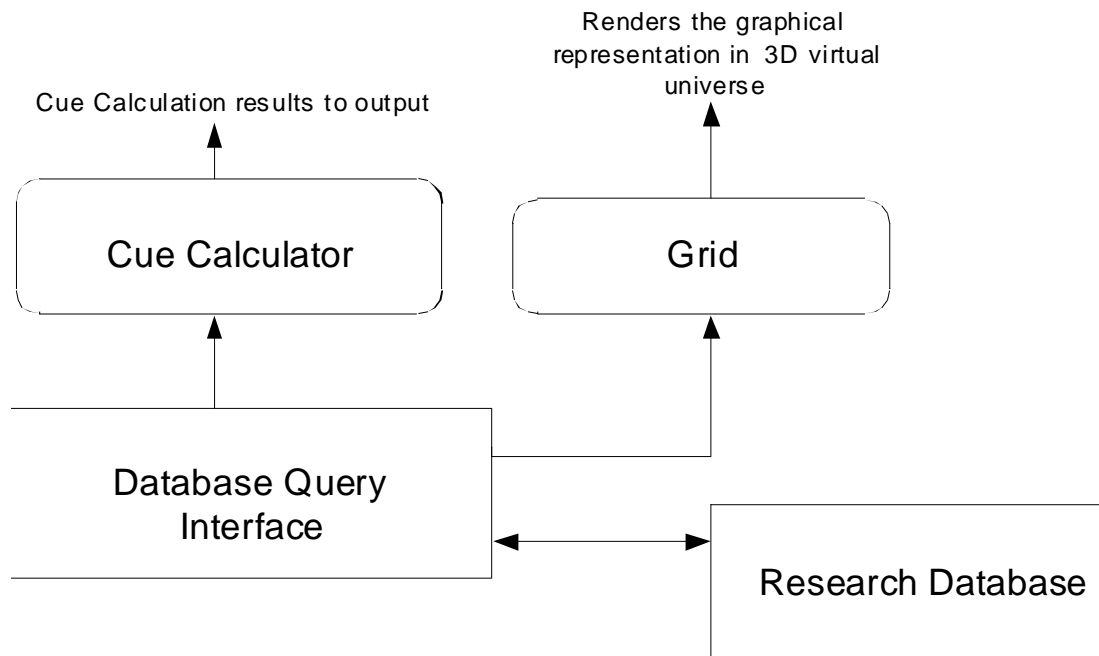 Renders the graphical
representation in 3D virtual
universe
Cue Calculation results to output
Cue Calculator
Grid
Database Query
Interface
Research Database